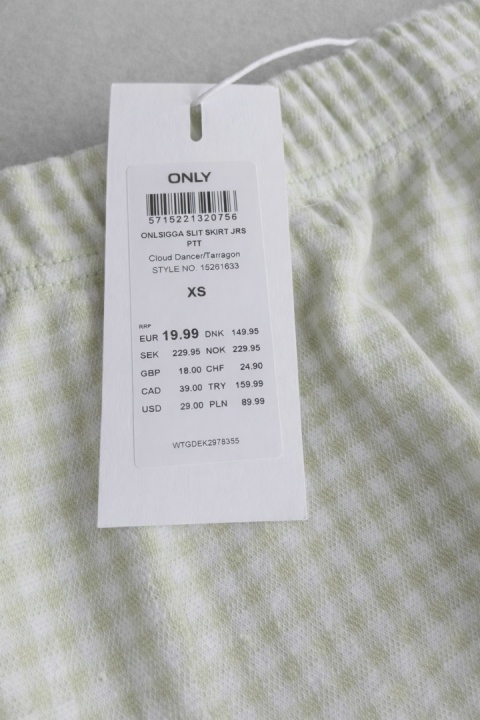 ONLY
5715221320756
ONLSIGGA SLIT SKIRT JRS
PTT
Cloud Dancer/Tarragon
STYLE NO 15261633
XS
RRP
EUR 19.99 DNK 149.95
SEK 229.95 NOK 229.95
GBP 18.00 CHF 24.90
CAD 39.00 TRY 159.99
USD 29.00 PLN 89.99
WTGDEK2978355